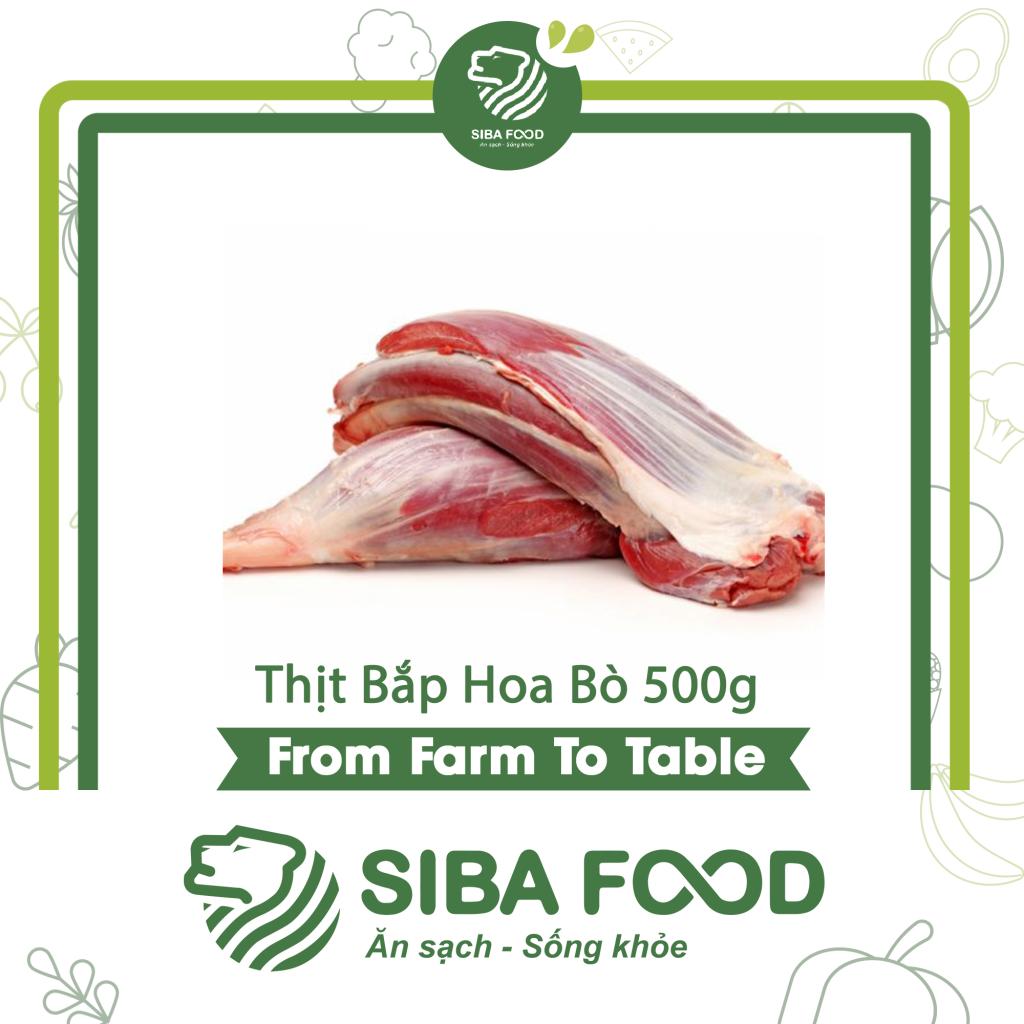 SIBA FOOD
Ăn sạch - Sống khỏe
Thịt Bắp Hoa Bò 500g
From Farm To Table
SIBA FOOD
Ăn sạch - Sống khỏe